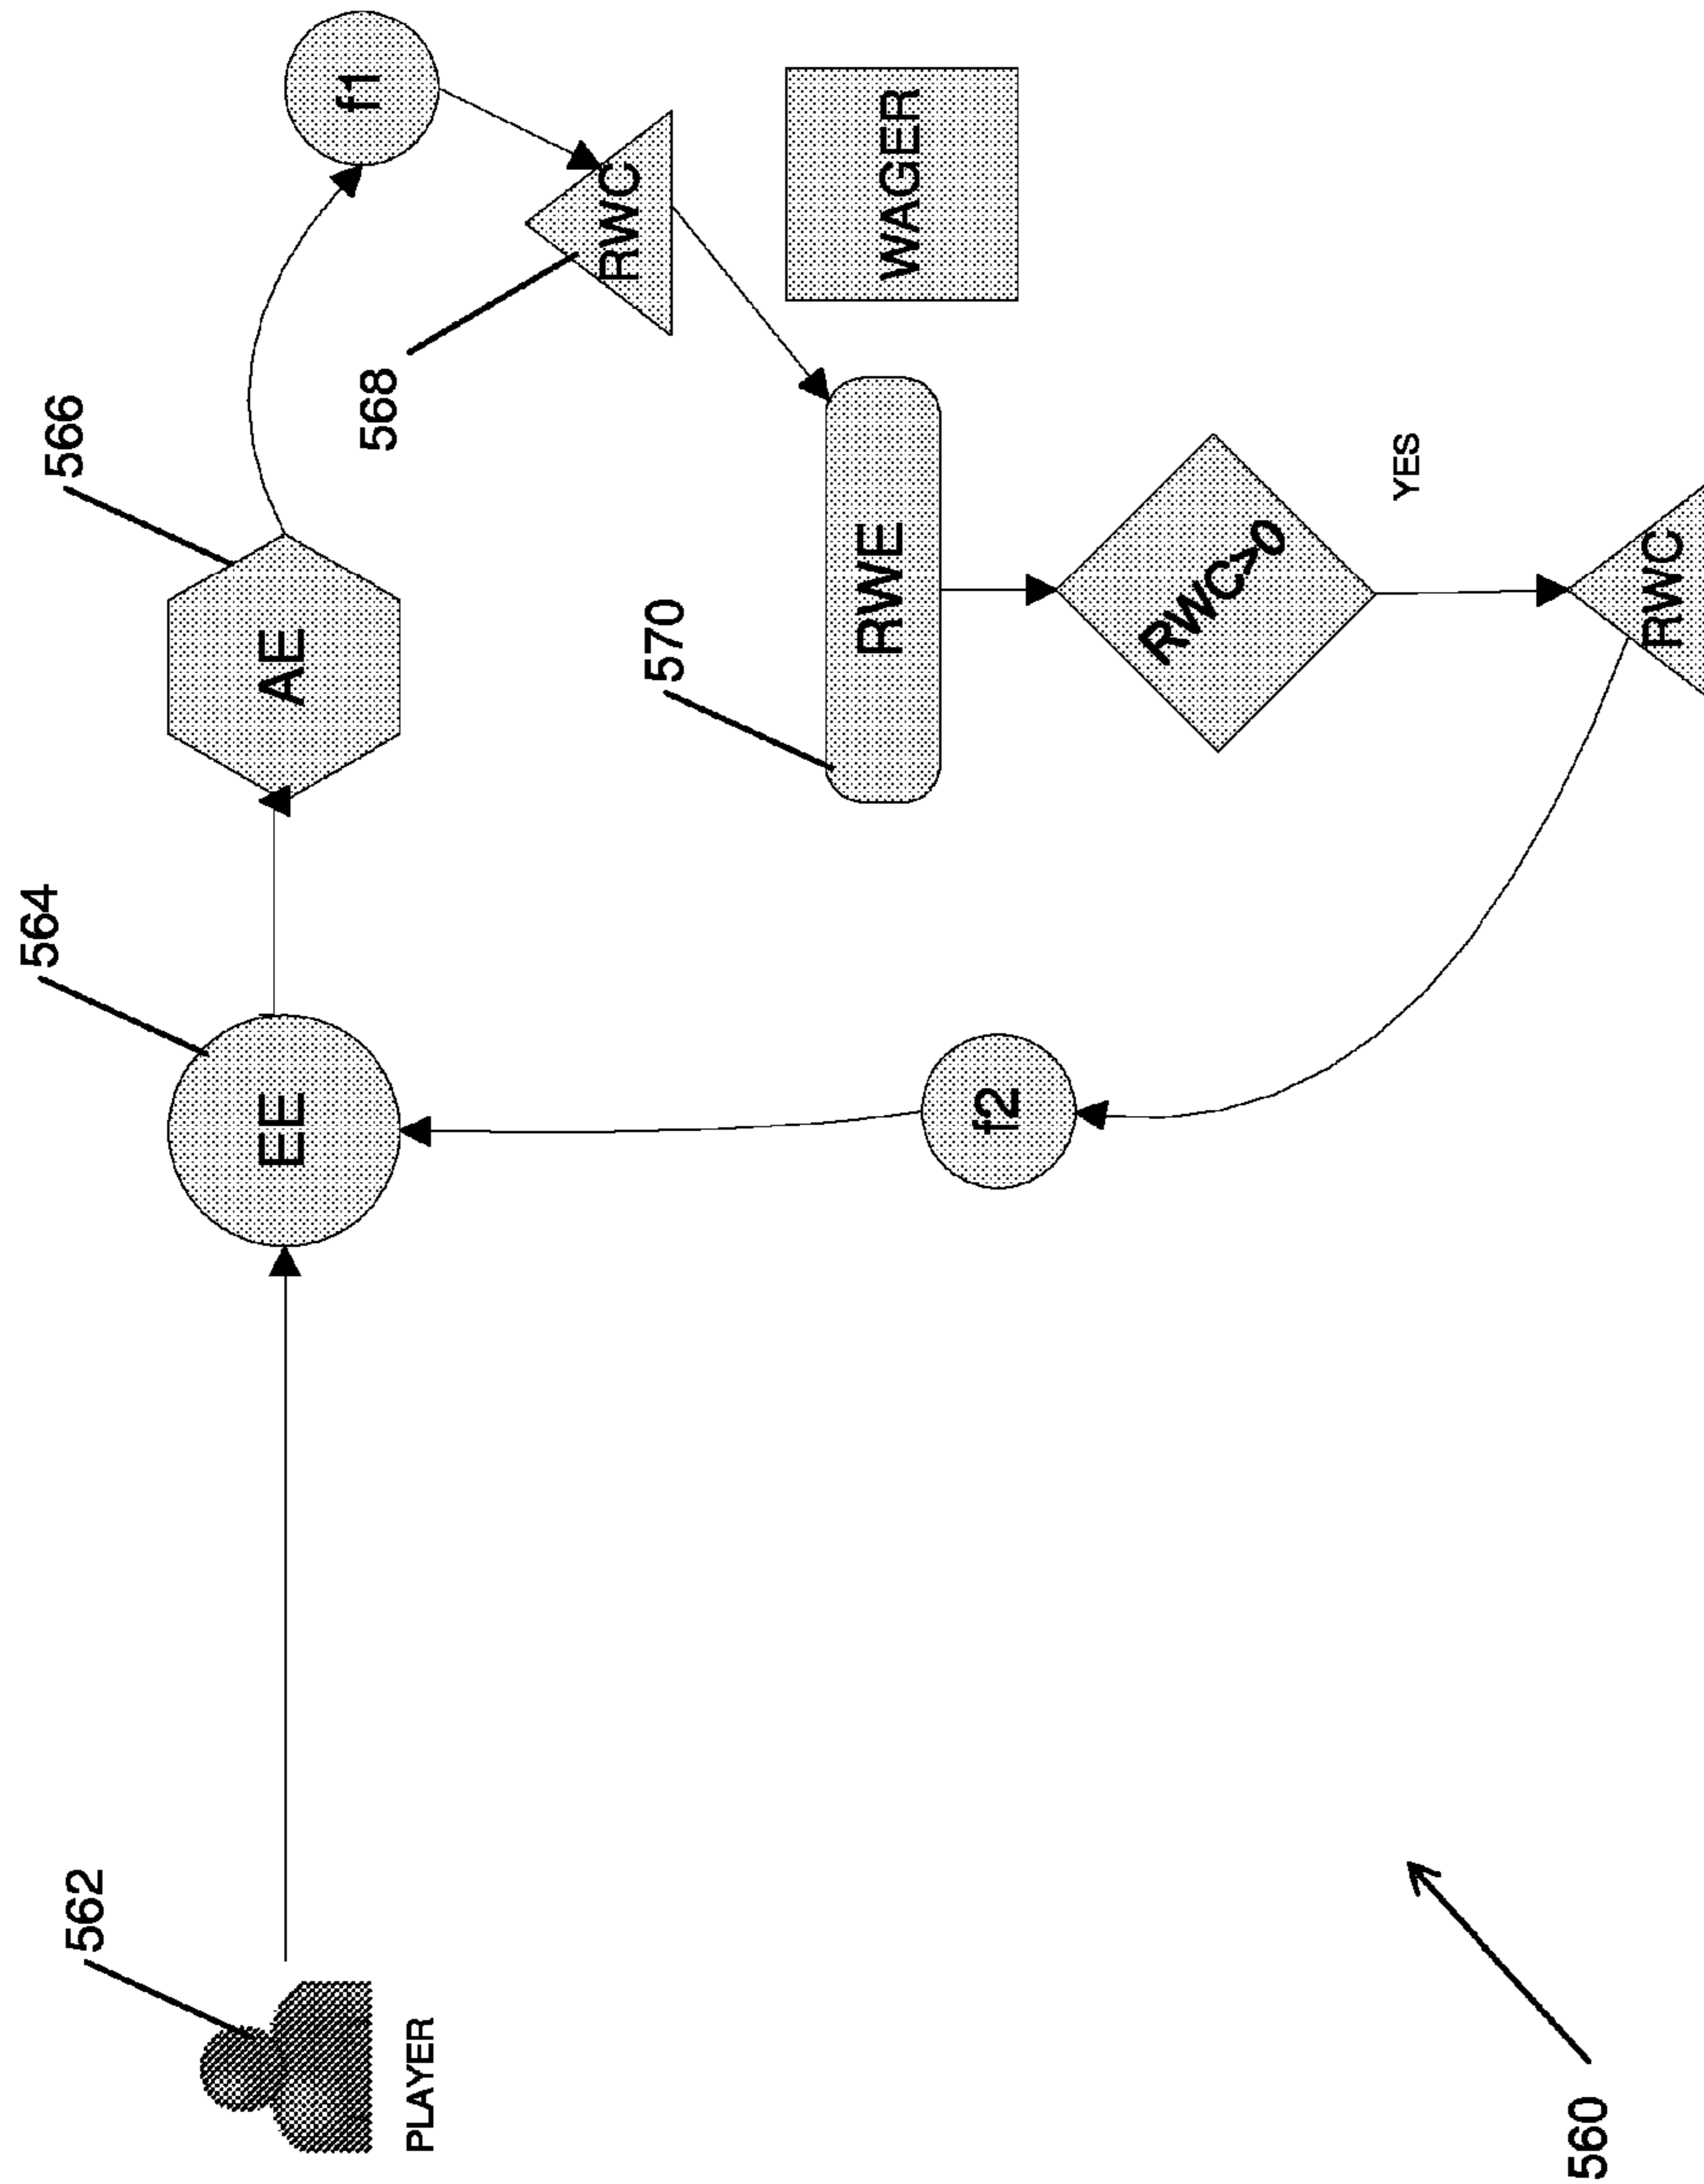 562
564
566
PLAYER
EE
AE
f1
568
RWC
570
RWE
WAGER
f2
RWC>0
YES
RWC
560